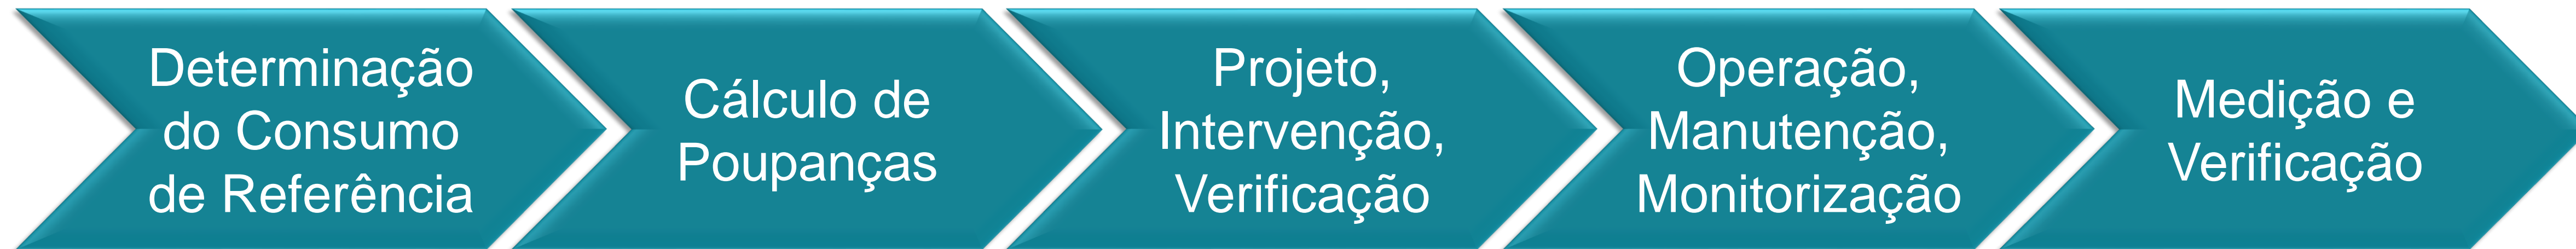 Determinação
do Consumo
de Referência
Cálculo de
Poupanças
Projeto,
Intervenção,
Verificação
Operação,
Manutenção,
Monitorização
Medição e
Verificação